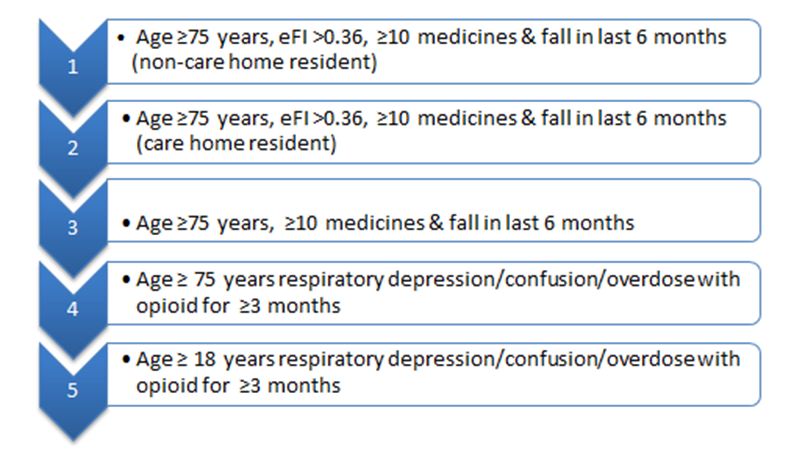 1
• Age ≥75 years, eFI >0.36, ≥10 medicines & fall in last 6 months
(non-care home resident)
2
• Age ≥75 years, eFI >0.36, ≥10 medicines & fall in last 6 months
(care home resident)
3
• Age ≥75 years, ≥10 medicines & fall in last 6 months
4
• Age ≥ 75 years respiratory depression/confusion/overdose with
opioid for ≥3 months
5
• Age ≥ 18 years respiratory depression/confusion/overdose with
opioid for ≥3 months